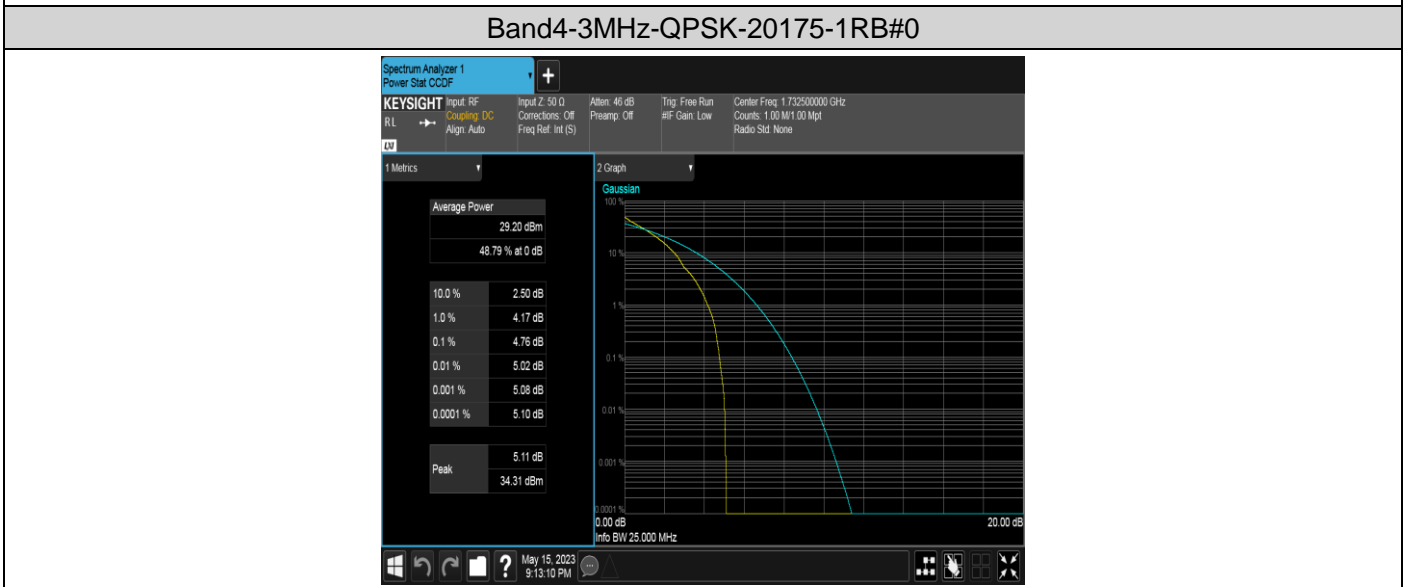 Band4-3MHz-QPSK-20175-1RB#0
Spectrum Analyzer 1
Power Stat CCDF
KEYSIGHT Input: RF Input Z: 50 Ω Atten: 46 dB Trig: Free Run Center Freq: 1.732500000 GHz
RL Coupling: DC Corrections: Off Preamp: Off #IF Gain: Low Counts: 1.00 M/1.00 Mpt
Align: Auto Freq Ref: Int (S) Radio Std: None
LXI
1 Metrics
Average Power
29.20 dBm
48.79 % at 0 dB
10.0 % 2.50 dB
1.0 % 4.17 dB
0.1 % 4.76 dB
0.01 % 5.02 dB
0.001 % 5.08 dB
0.0001 % 5.10 dB
Peak 5.11 dB
34.31 dBm
2 Graph
Gaussian
100 %
10 %
1 %
0.1 %
0.01 %
0.001 %
0.0001 %
0.00 dB 20.00 dB
Info BW 25.000 MHz
? May 15, 2023
9:13:10 PM